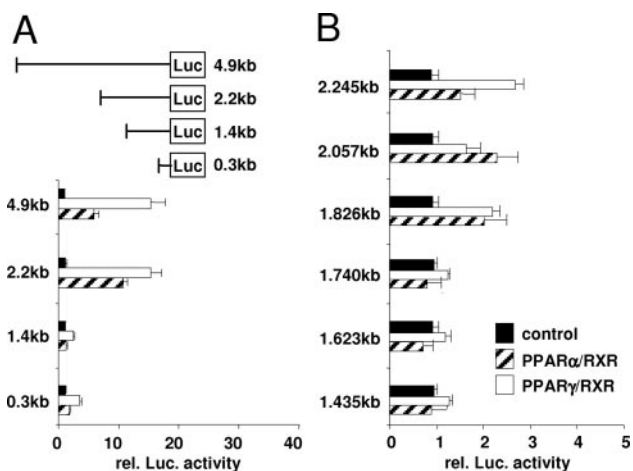 A
Luc 4.9kb
Luc 2.2kb
Luc 1.4kb
Luc 0.3kb
4.9kb
2.2kb
1.4kb
0.3kb
0 10 20 30 40
rel. Luc. activity
B
2.245kb
2.057kb
1.826kb
1.740kb
1.623kb
1.435kb
control
PPARα/RXR
PPARγ/RXR
0 1 2 3 4 5
rel. Luc. activity